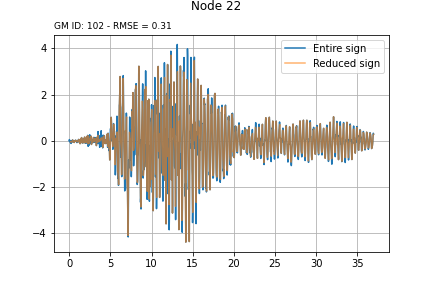 Node 22
GM ID: 102 - RMSE = 0.31
Entire sign
Reduced sign
4
2
0
−2
−4
0 5 10 15 20 25 30 35